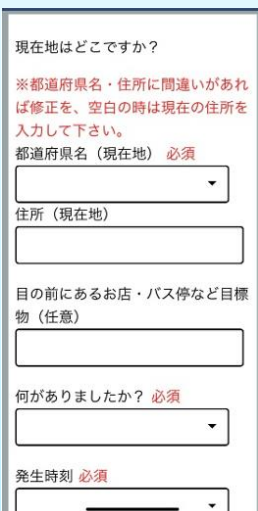 現在地はどこですか？
※都道府県名・住所に間違いがあれ
ば修正を、空白の時は現在の住所を
入力して下さい。
都道府県名（現在地） 必須
住所（現在地）
目の前にあるお店・バス停など目標
物（任意）
何がありましたか？ 必須
発生時刻 必須